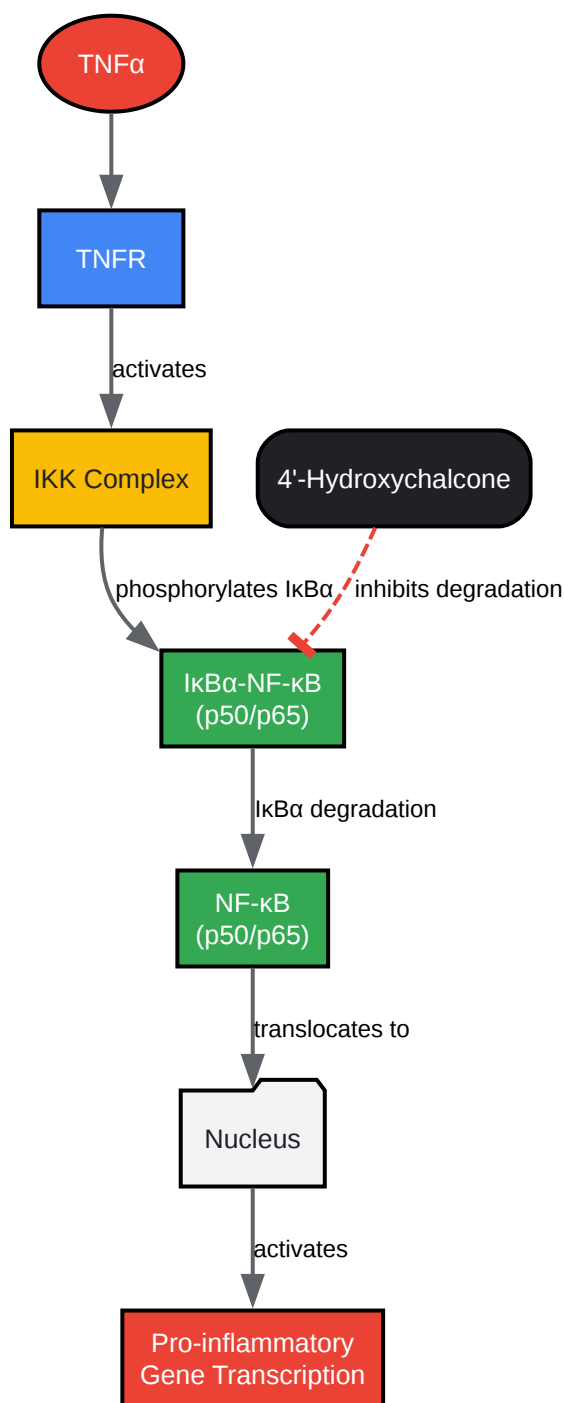 TNFα
TNFR
activates
IKK Complex
4'-Hydroxychalcone
phosphorylates IκBα
inhibits degradation
IκBα-NF-κB
(p50/p65)
IκBα degradation
NF-κB
(p50/p65)
translocates to
Nucleus
activates
Pro-inflammatory
Gene Transcription